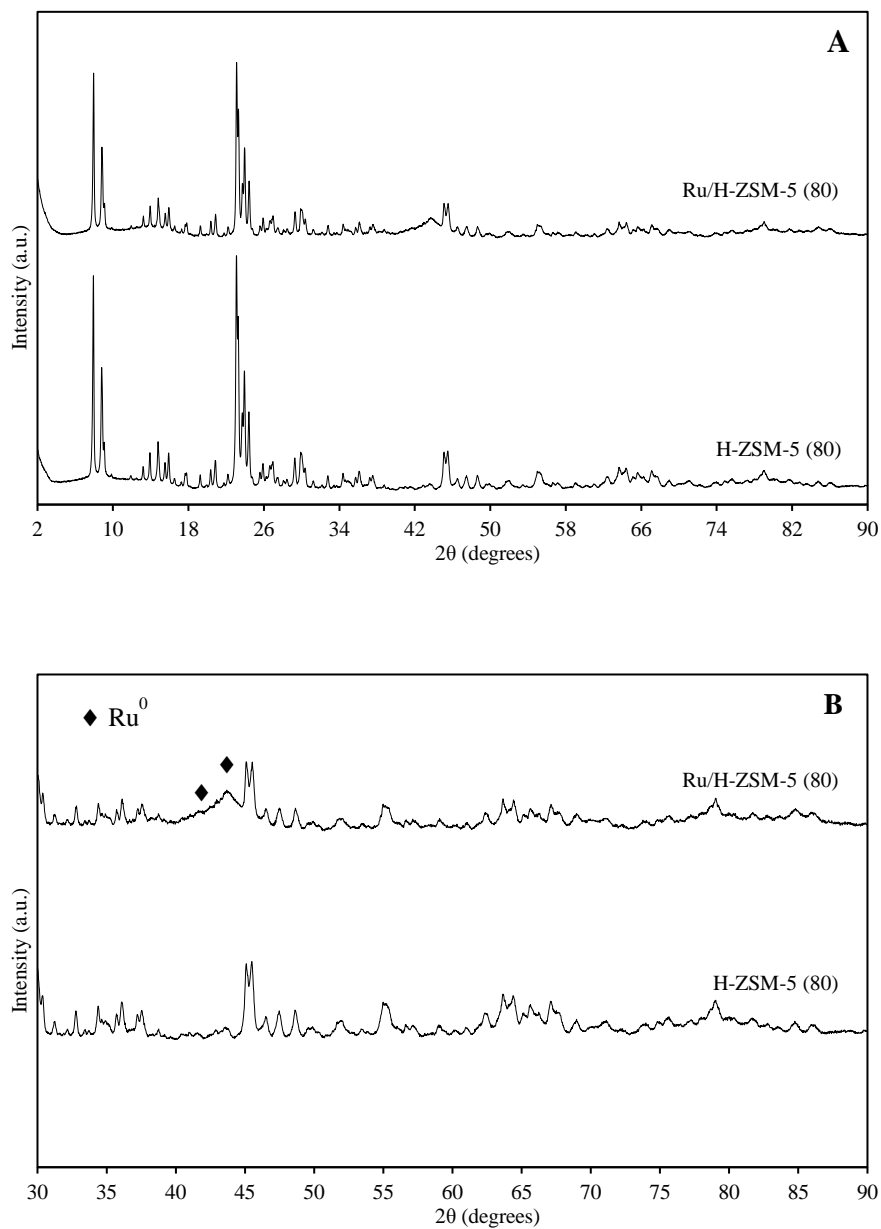 A
Ru/H-ZSM-5 (80)
Intensity (a.u.)
H-ZSM-5 (80)
2 10 18 26 34 42 50 58 66 74 82 90
2θ (degrees)
B
♦ Ru⁰
Ru/H-ZSM-5 (80)
Intensity (a.u.)
H-ZSM-5 (80)
30 35 40 45 50 55 60 65 70 75 80 85 90
2θ (degrees)